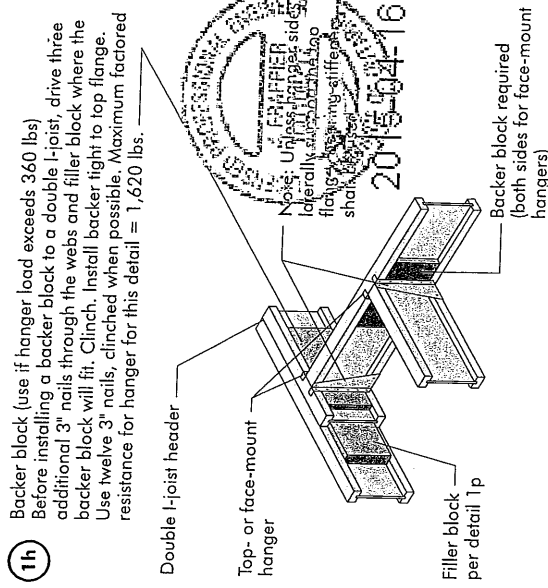 1h
Backer block (use if hanger load exceeds 360 lbs)
Before installing a backer block to a double I-joist, drive three
additional 3" nails through the webs and filler block where the
backer block will fit. Clinch. Install backer tight to top flange.
Use twelve 3" nails, clinched when possible. Maximum factored
resistance for hanger for this detail = 1,620 lbs.
Double I-joist header
Top- or face-mount
hanger
Filler block
per detail 1p
Note: Unless hanger sides
laterally support the top
flange, bearing stiffeners
shall be used
PROFESSIONAL
2015-04-16
Backer block required
(both sides for face-mount
hangers)